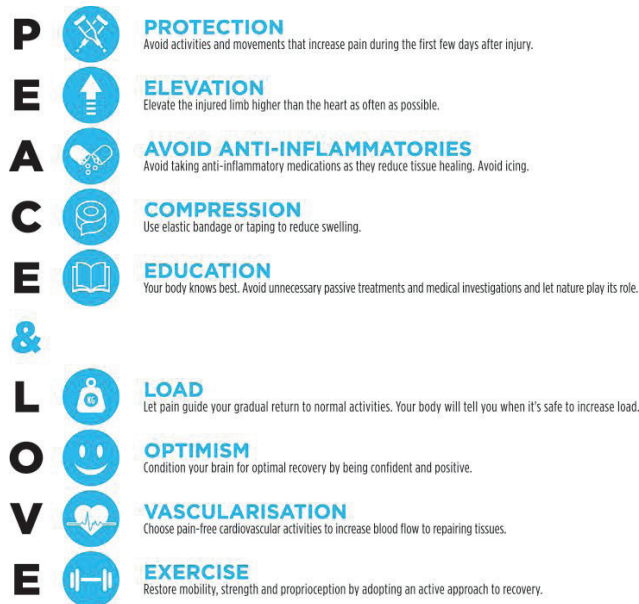 P
PROTECTION
Avoid activities and movements that increase pain during the first few days after injury.
E
ELEVATION
Elevate the injured limb higher than the heart as often as possible.
A
AVOID ANTI-INFLAMMATORIES
Avoid taking anti-inflammatory medications as they reduce tissue healing. Avoid icing.
C
COMPRESSION
Use elastic bandage or taping to reduce swelling.
E
EDUCATION
Your body knows best. Avoid unnecessary passive treatments and medical investigations and let nature play its role.
&
L
KG
LOAD
Let pain guide your gradual return to normal activities. Your body will tell you when it's safe to increase load.
O
OPTIMISM
Condition your brain for optimal recovery by being confident and positive.
V
VASCULARISATION
Choose pain-free cardiovascular activities to increase blood flow to repairing tissues.
E
EXERCISE
Restore mobility, strength and proprioception by adopting an active approach to recovery.